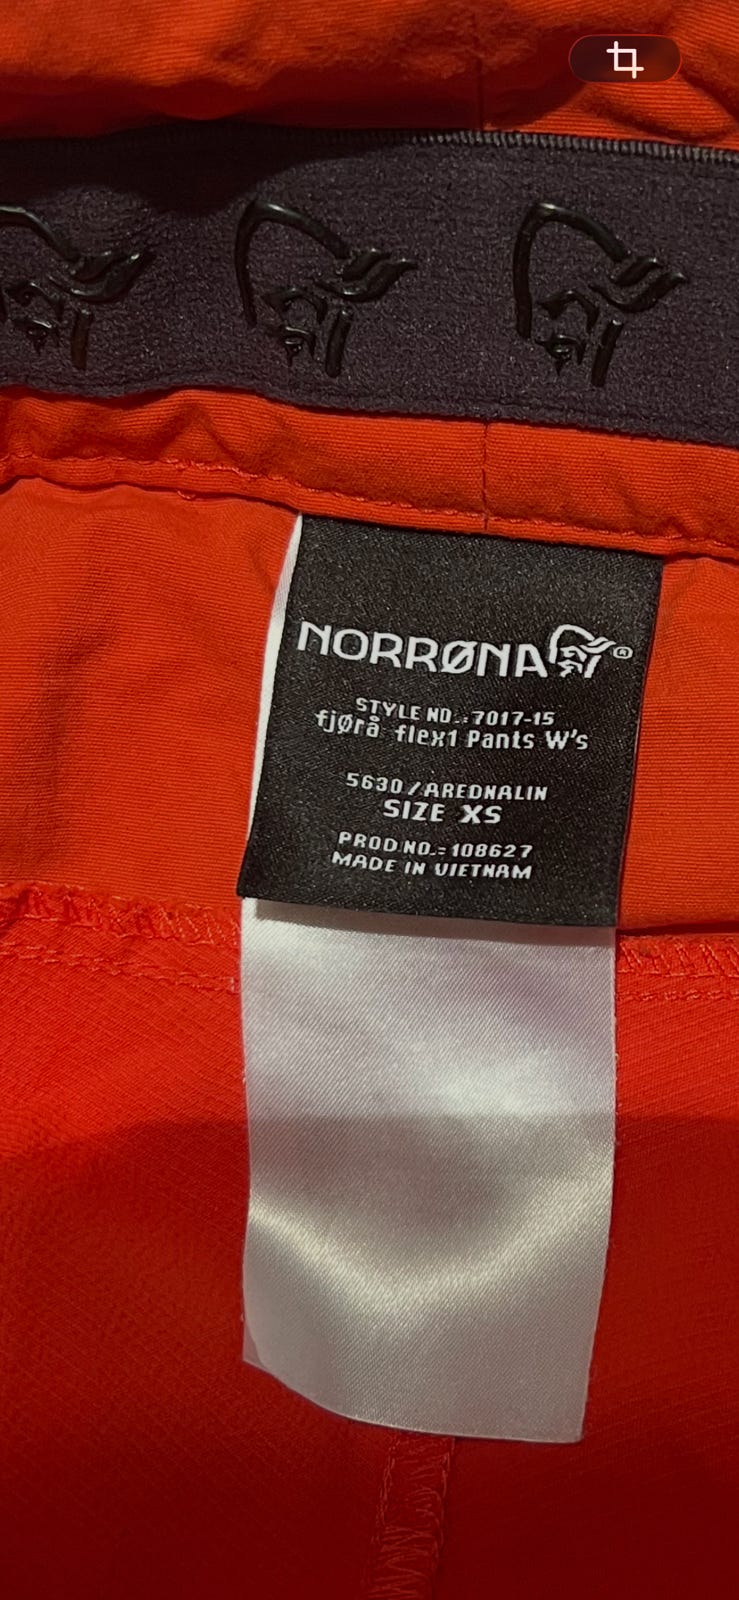 NORRØNA®
STYLE NO.:7017-15
fjørå flex1 Pants W's
5630/AREDNALIN
SIZE XS
PROD.NO.:108627
MADE IN VIETNAM